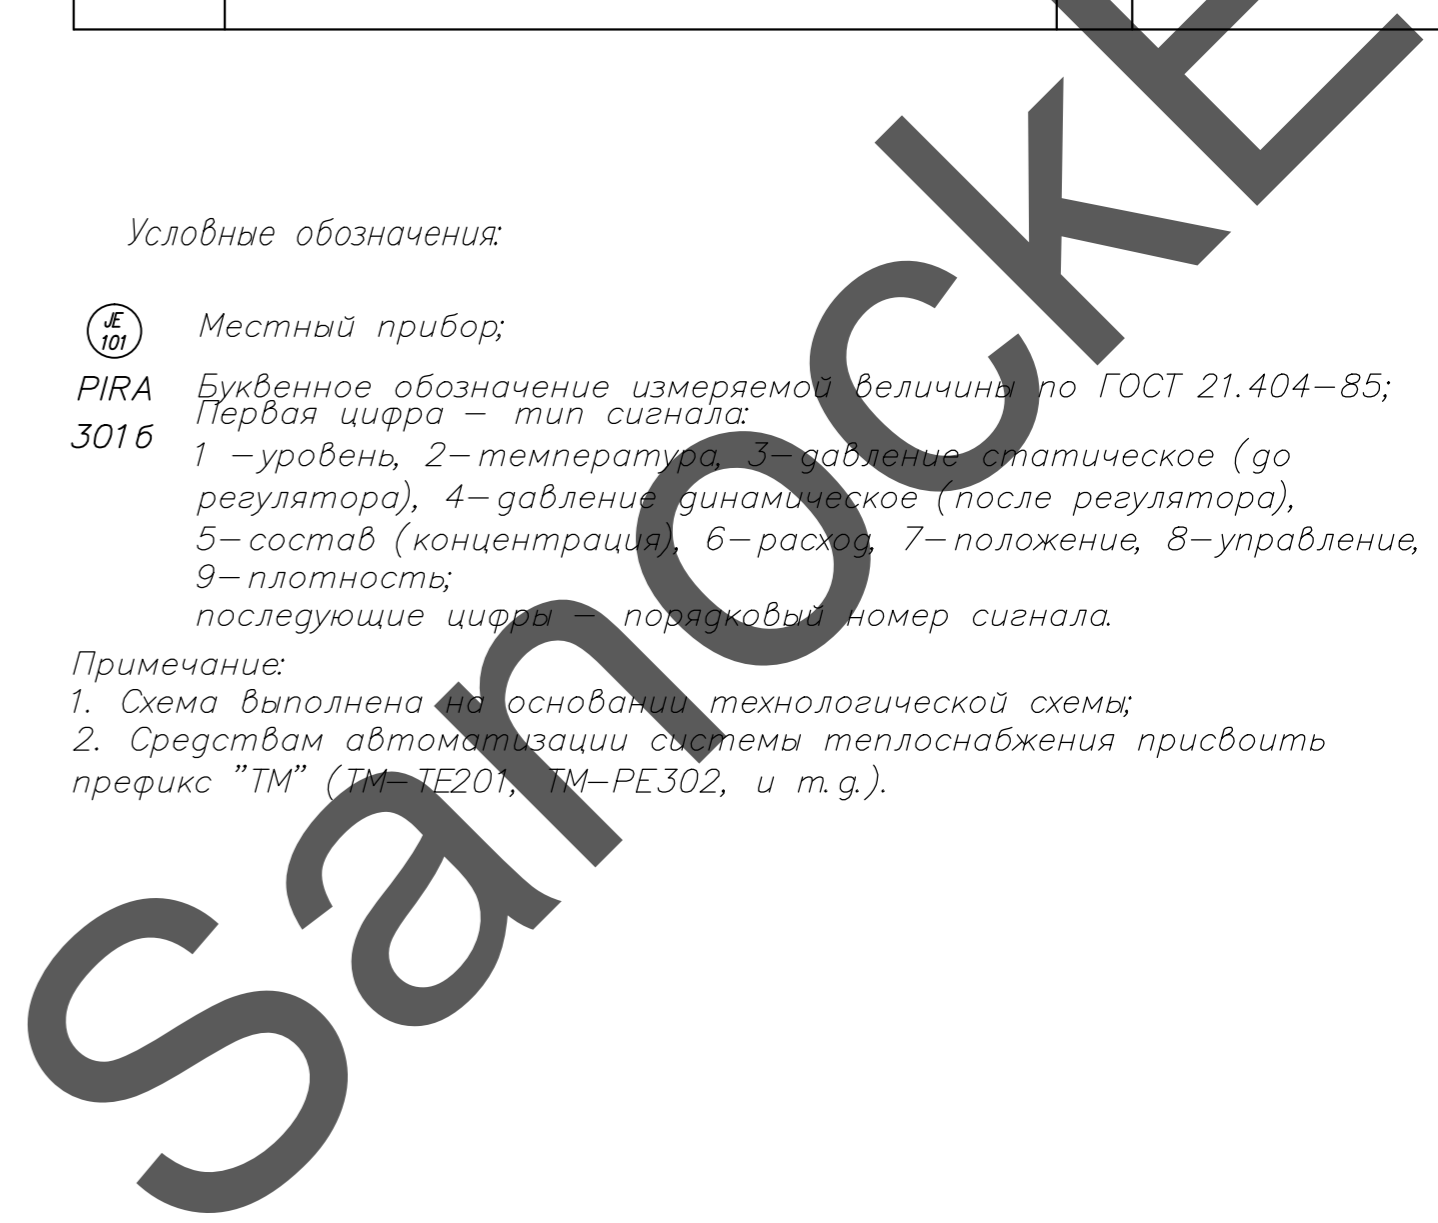 Условные обозначения:
JE
101
Местный прибор;
PIRA
Буквенное обозначение измеряемой величины по ГОСТ 21.404–85;
301б
Первая цифра – тип сигнала:
1 –уровень, 2–температура, 3–давление статическое (до
регулятора), 4–давление динамическое (после регулятора),
5–состав (концентрация), 6–расход, 7–положение, 8–управление,
9–плотность;
последующие цифры – порядковый номер сигнала.
Примечание:
1. Схема выполнена на основании технологической схемы;
2. Средствам автоматизации системы теплоснабжения присвоить
префикс "ТМ" (ТМ–ТЕ201, ТМ–РЕ302, и т.д.).
SanockE